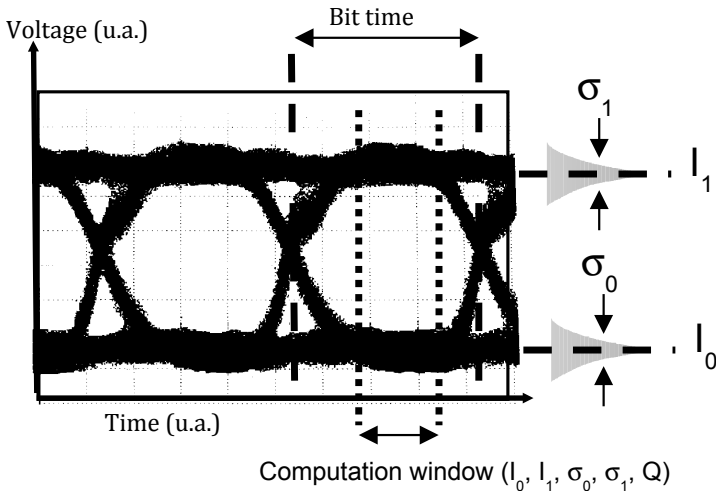 Bit time
Voltage (u.a.)
σ₁
I₁
σ₀
I₀
Time (u.a.)
Computation window (I₀, I₁, σ₀, σ₁, Q)